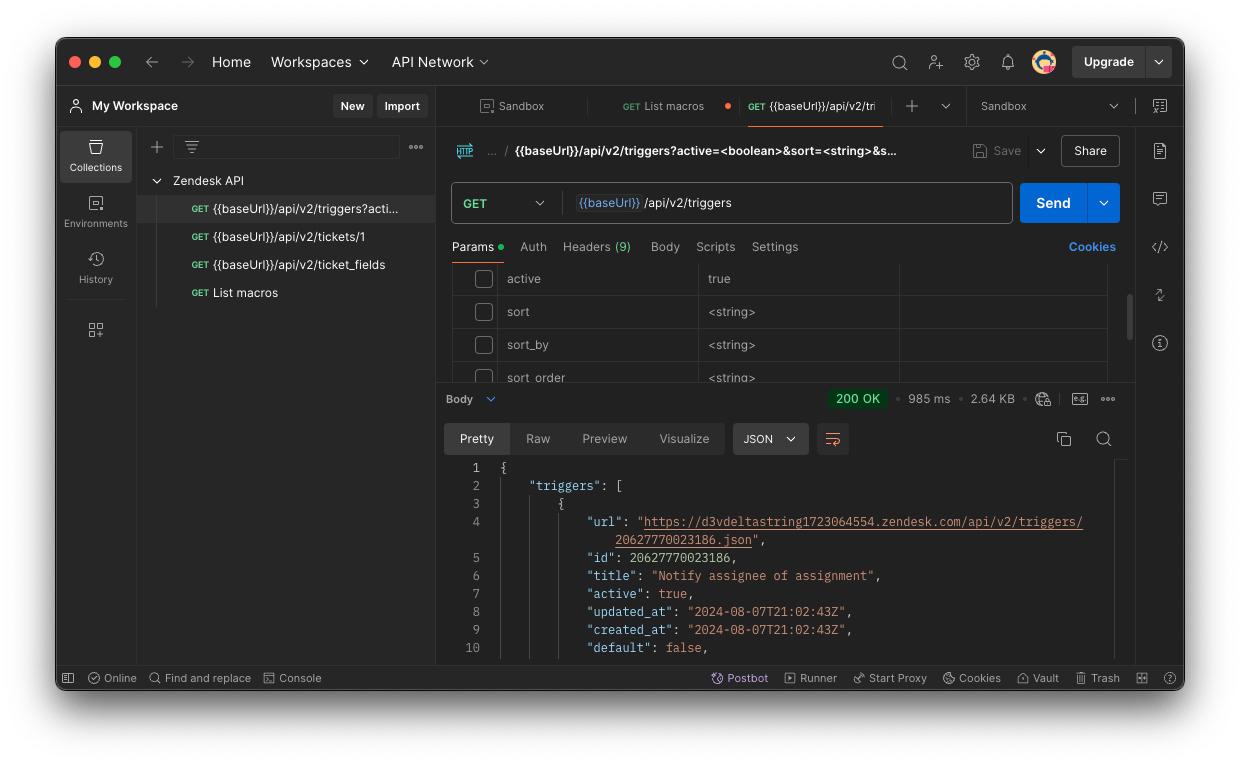 Home Workspaces API Network Upgrade
My Workspace New Import
Sandbox GET List macros GET {{baseUrl}}/api/v2/tri Sandbox
Collections
Environments
History
Zendesk API
GET {{baseUrl}}/api/v2/triggers?acti...
GET {{baseUrl}}/api/v2/tickets/1
GET {{baseUrl}}/api/v2/ticket_fields
GET List macros
HTTP ... / {{baseUrl}}/api/v2/triggers?active=<boolean>&sort=<string>&s... Save Share
GET {{baseUrl}} /api/v2/triggers Send
Params Auth Headers (9) Body Scripts Settings Cookies
active true
sort <string>
sort_by <string>
sort_order <string>
Body 200 OK • 985 ms • 2.64 KB • e.g.
Pretty Raw Preview Visualize JSON
1 {
2 "triggers": [
3 {
4 "url": "https://d3vdeltastring1723064554.zendesk.com/api/v2/triggers/
20627770023186.json",
5 "id": 20627770023186,
6 "title": "Notify assignee of assignment",
7 "active": true,
8 "updated_at": "2024-08-07T21:02:43Z",
9 "created_at": "2024-08-07T21:02:43Z",
10 "default": false,
Online Find and replace Console Postbot Runner Start Proxy Cookies Vault Trash